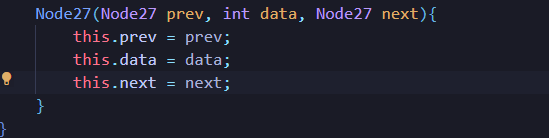 Node27(Node27 prev, int data, Node27 next){
this.prev = prev;
this.data = data;
this.next = next;
}
}